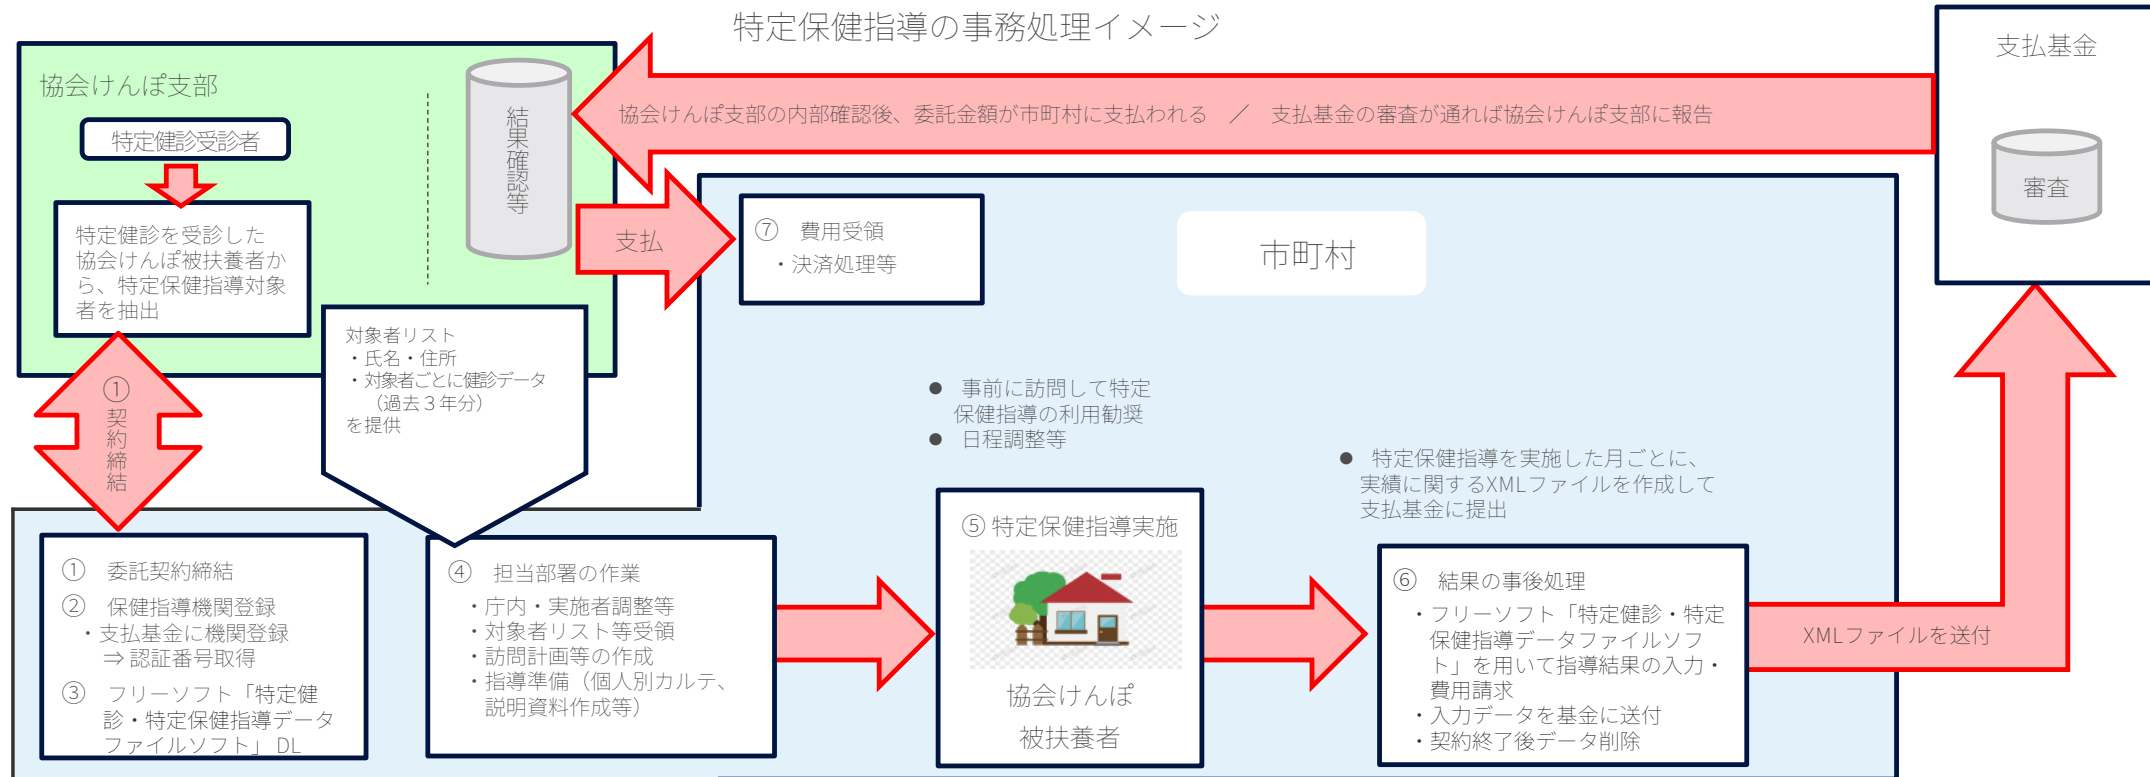 特定保健指導の事務処理イメージ
協会けんぽ支部
特定健診受診者
特定健診を受診した
協会けんぽ被扶養者か
ら、特定保健指導対象
者を抽出
結果確認等
協会けんぽ支部の内部確認後、委託金額が市町村に支払われる ／ 支払基金の審査が通れば協会けんぽ支部に報告
支払基金
審査
支払
⑦ 費用受領
・決済処理等
市町村
対象者リスト
・氏名・住所
・対象者ごとに健診データ
（過去３年分）
を提供
①
契約締結
● 事前に訪問して特定
保健指導の利用勧奨
● 日程調整等
● 特定保健指導を実施した月ごとに、
実績に関するXMLファイルを作成して
支払基金に提出
① 委託契約締結
② 保健指導機関登録
・支払基金に機関登録
⇒ 認証番号取得
③ フリーソフト「特定健
診・特定保健指導データ
ファイルソフト」 DL
④ 担当部署の作業
・庁内・実施者調整等
・対象者リスト等受領
・訪問計画等の作成
・指導準備（個人別カルテ、
説明資料作成等）
⑤ 特定保健指導実施
協会けんぽ
被扶養者
⑥ 結果の事後処理
・フリーソフト「特定健診・特定
保健指導データファイルソフ
ト」を用いて指導結果の入力・
費用請求
・入力データを基金に送付
・契約終了後データ削除
XMLファイルを送付